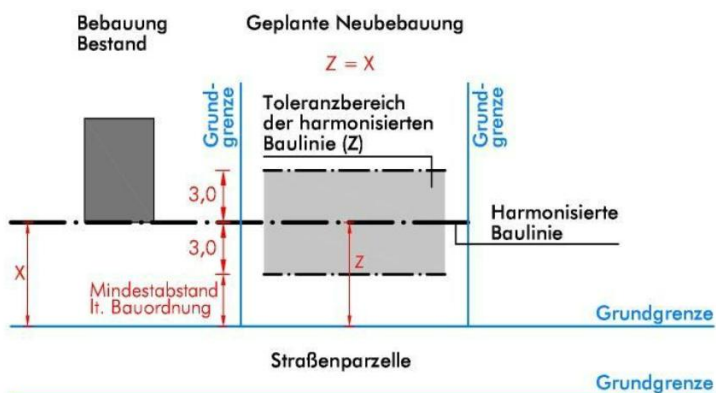 Bebauung
Bestand
Geplante Neubebauung
Z = X
Grund-
grenze
Toleranzbereich
der harmonisierten
Baulinie (Z)
Grund-
grenze
3,0
3,0
Harmonisierte
Baulinie
X
Z
Mindestabstand
lt. Bauordnung
Grundgrenze
Straßenparzelle
Grundgrenze